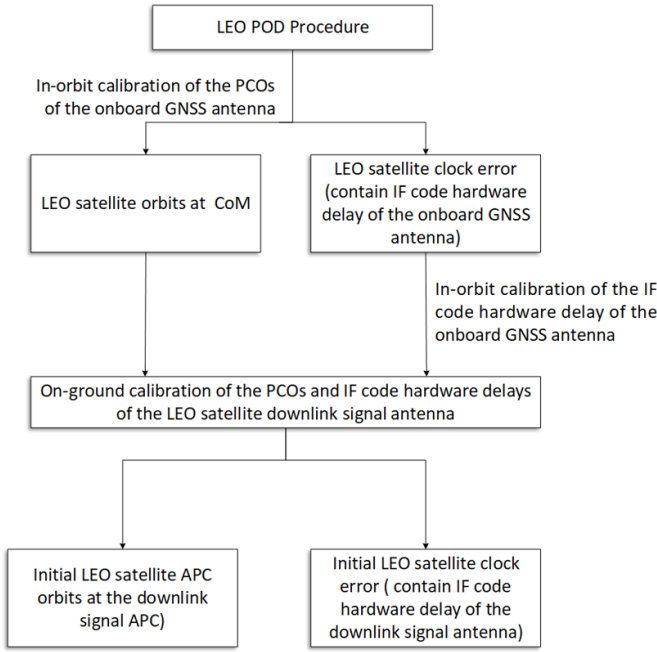 LEO POD Procedure
In-orbit calibration of the PCOs
of the onboard GNSS antenna
LEO satellite orbits at CoM
LEO satellite clock error
(contain IF code hardware
delay of the onboard GNSS
antenna)
In-orbit calibration of the IF
code hardware delay of the
onboard GNSS antenna
On-ground calibration of the PCOs and IF code hardware delays
of the LEO satellite downlink signal antenna
Initial LEO satellite APC
orbits at the downlink
signal APC)
Initial LEO satellite clock
error ( contain IF code
hardware delay of the
downlink signal antenna)